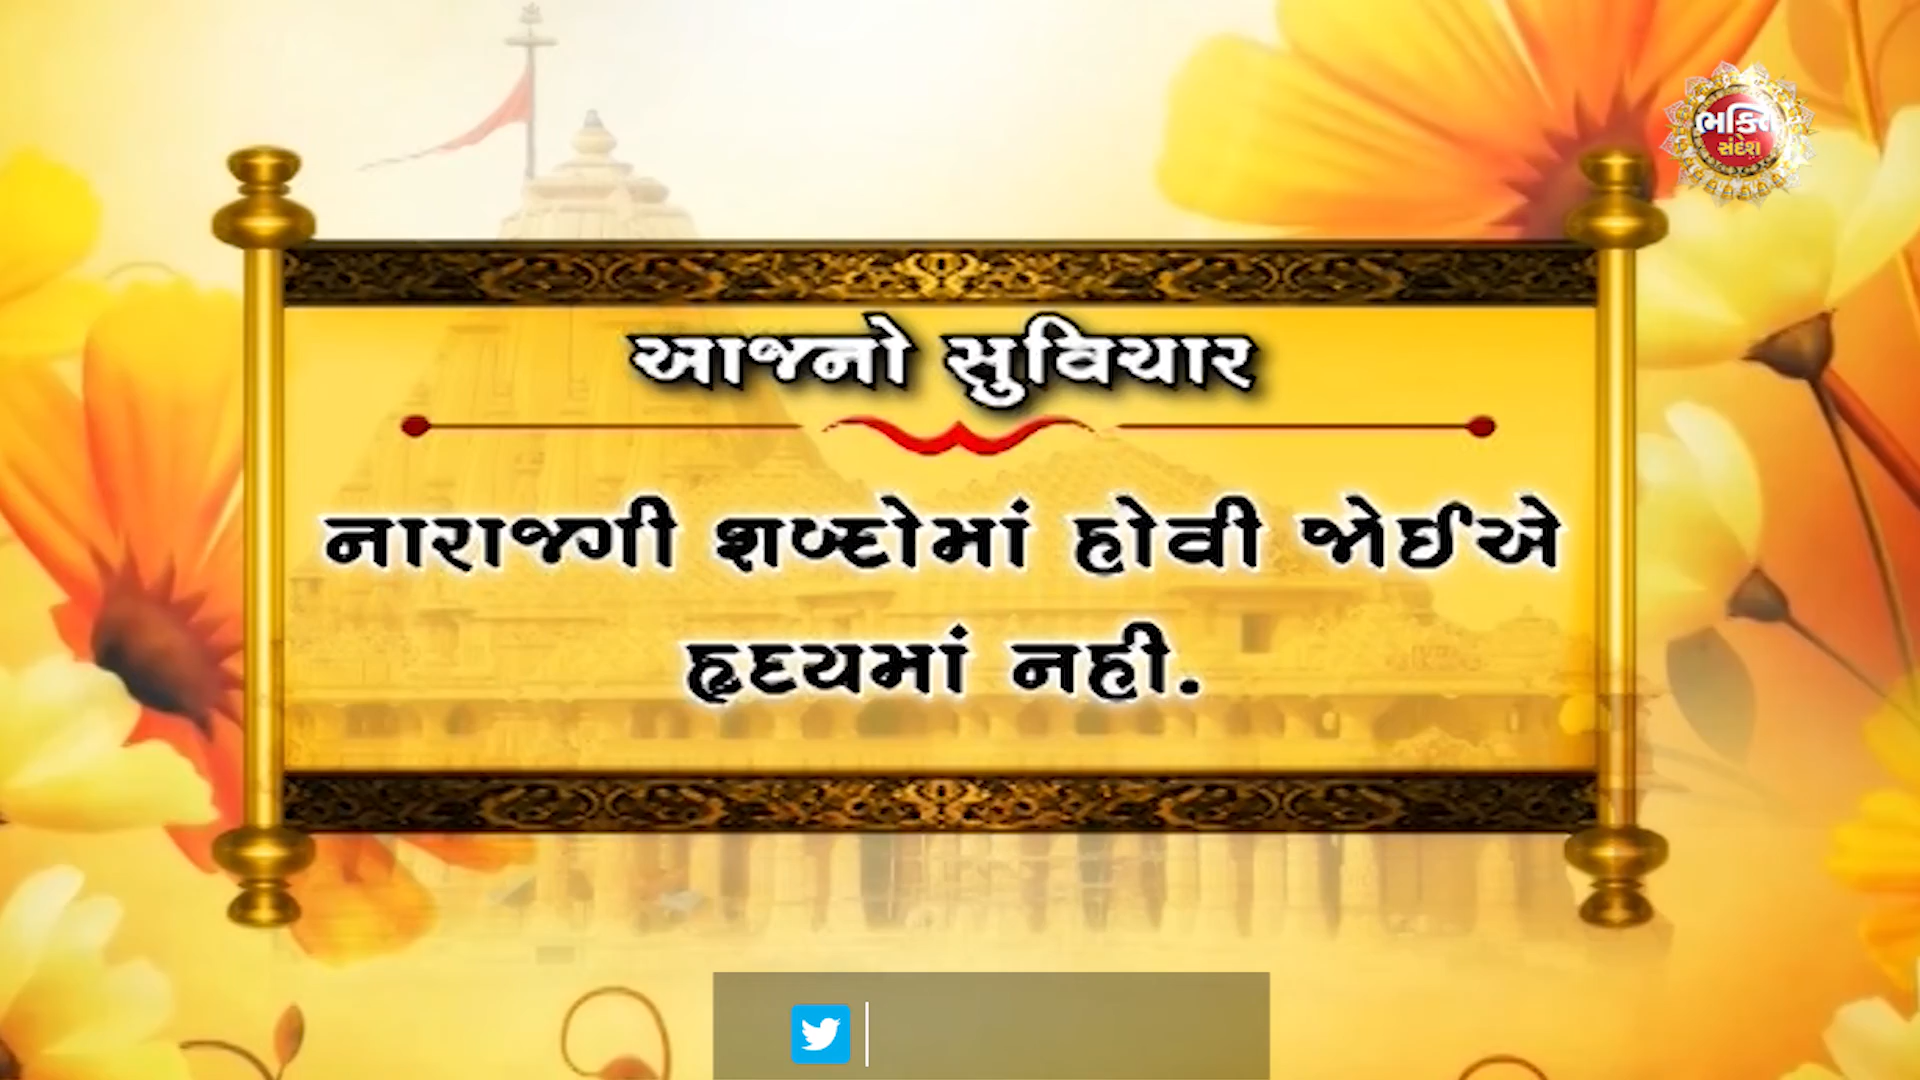 ભક્તિ
સંદેશ
આજનો સુવિચાર
નારાજગી શબ્દોમાં હોવી જોઈએ
હૃદયમાં નહી.